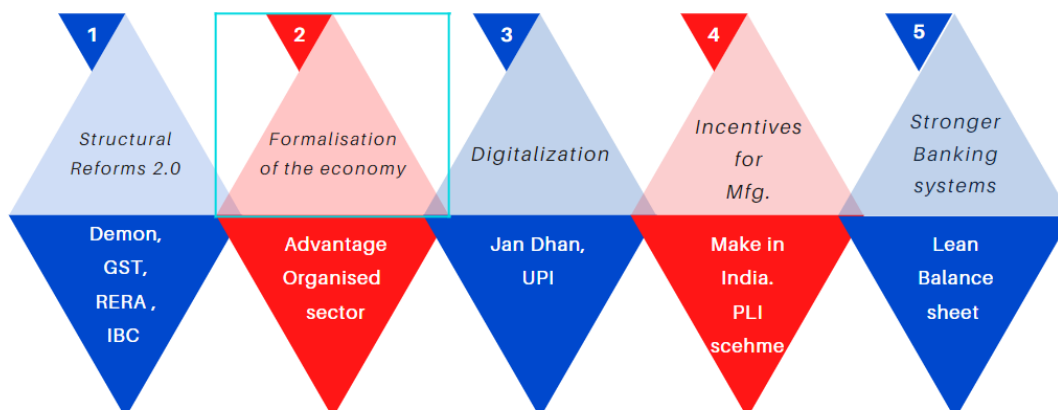 1
Structural
Reforms 2.0
Demon,
GST,
RERA ,
IBC
2
Formalisation
of the economy
Advantage
Organised
sector
3
Digitalization
Jan Dhan,
UPI
4
Incentives
for
Mfg.
Make in
India.
PLI
scehme
5
Stronger
Banking
systems
Lean
Balance
sheet